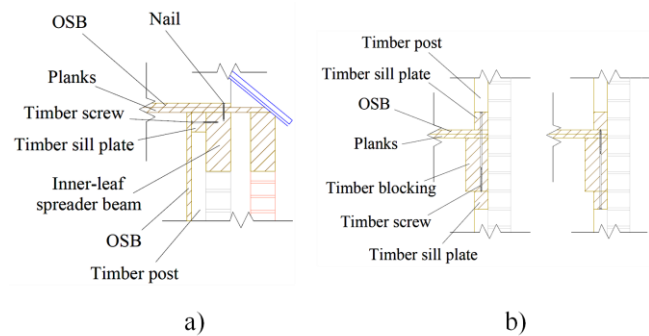 OSB
Nail
Planks
Timber screw
Timber sill plate
Inner-leaf
spreader beam
OSB
Timber post
a)
Timber post
Timber sill plate
OSB
Planks
Timber blocking
Timber screw
Timber sill plate
b)